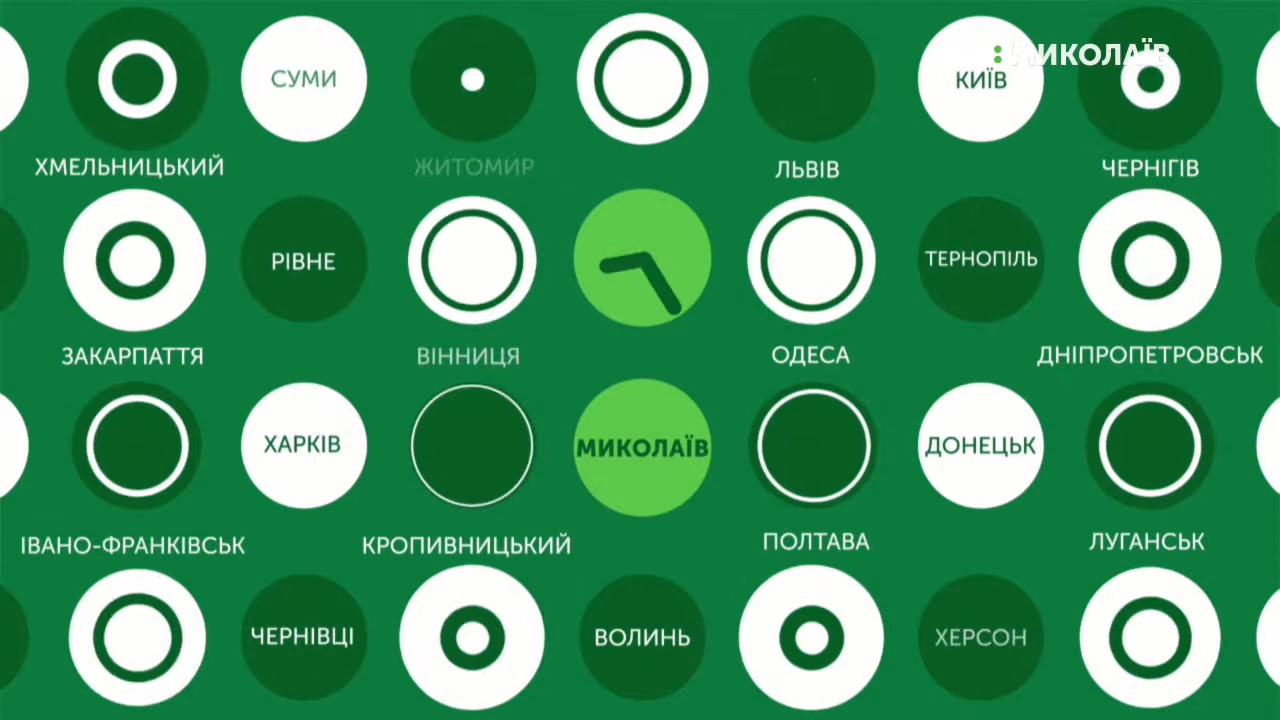 МИКОЛАЇВ
СУМИ
КИЇВ
ХМЕЛЬНИЦЬКИЙ
ЖИТОМИР
ЛЬВІВ
ЧЕРНІГІВ
РІВНЕ
ТЕРНОПІЛЬ
ЗАКАРПАТТЯ
ВІННИЦЯ
ОДЕСА
ДНІПРОПЕТРОВСЬК
ХАРКІВ
МИКОЛАЇВ
ДОНЕЦЬК
ІВАНО-ФРАНКІВСЬК
КРОПИВНИЦЬКИЙ
ПОЛТАВА
ЛУГАНСЬК
ЧЕРНІВЦІ
ВОЛИНЬ
ХЕРСОН